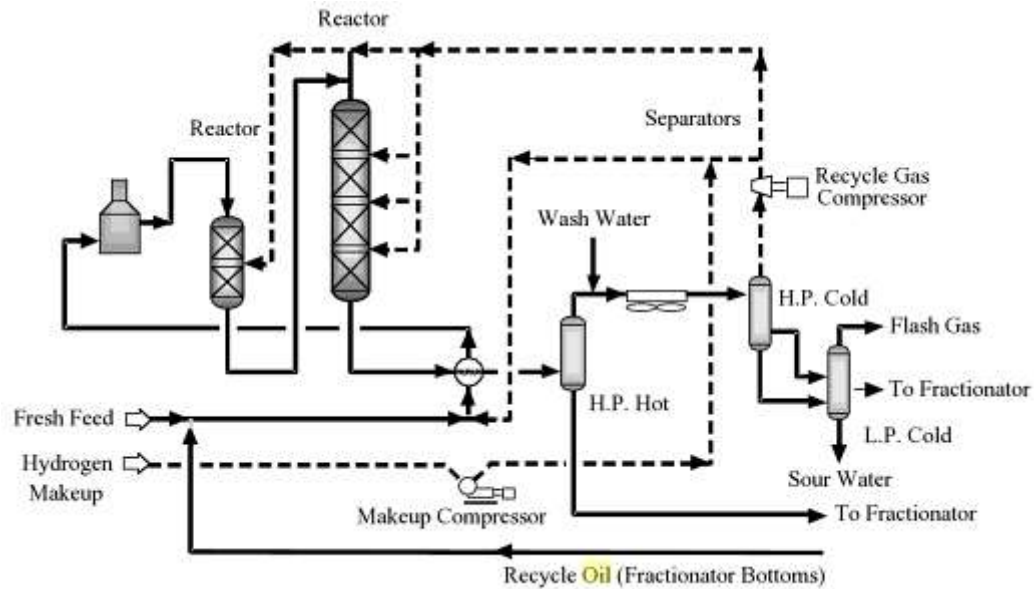 Reactor
Reactor
Separators
Recycle Gas
Compressor
Wash Water
H.P. Cold
Flash Gas
To Fractionator
H.P. Hot
L.P. Cold
Fresh Feed
Hydrogen
Makeup
Sour Water
Makeup Compressor
To Fractionator
Recycle Oil (Fractionator Bottoms)